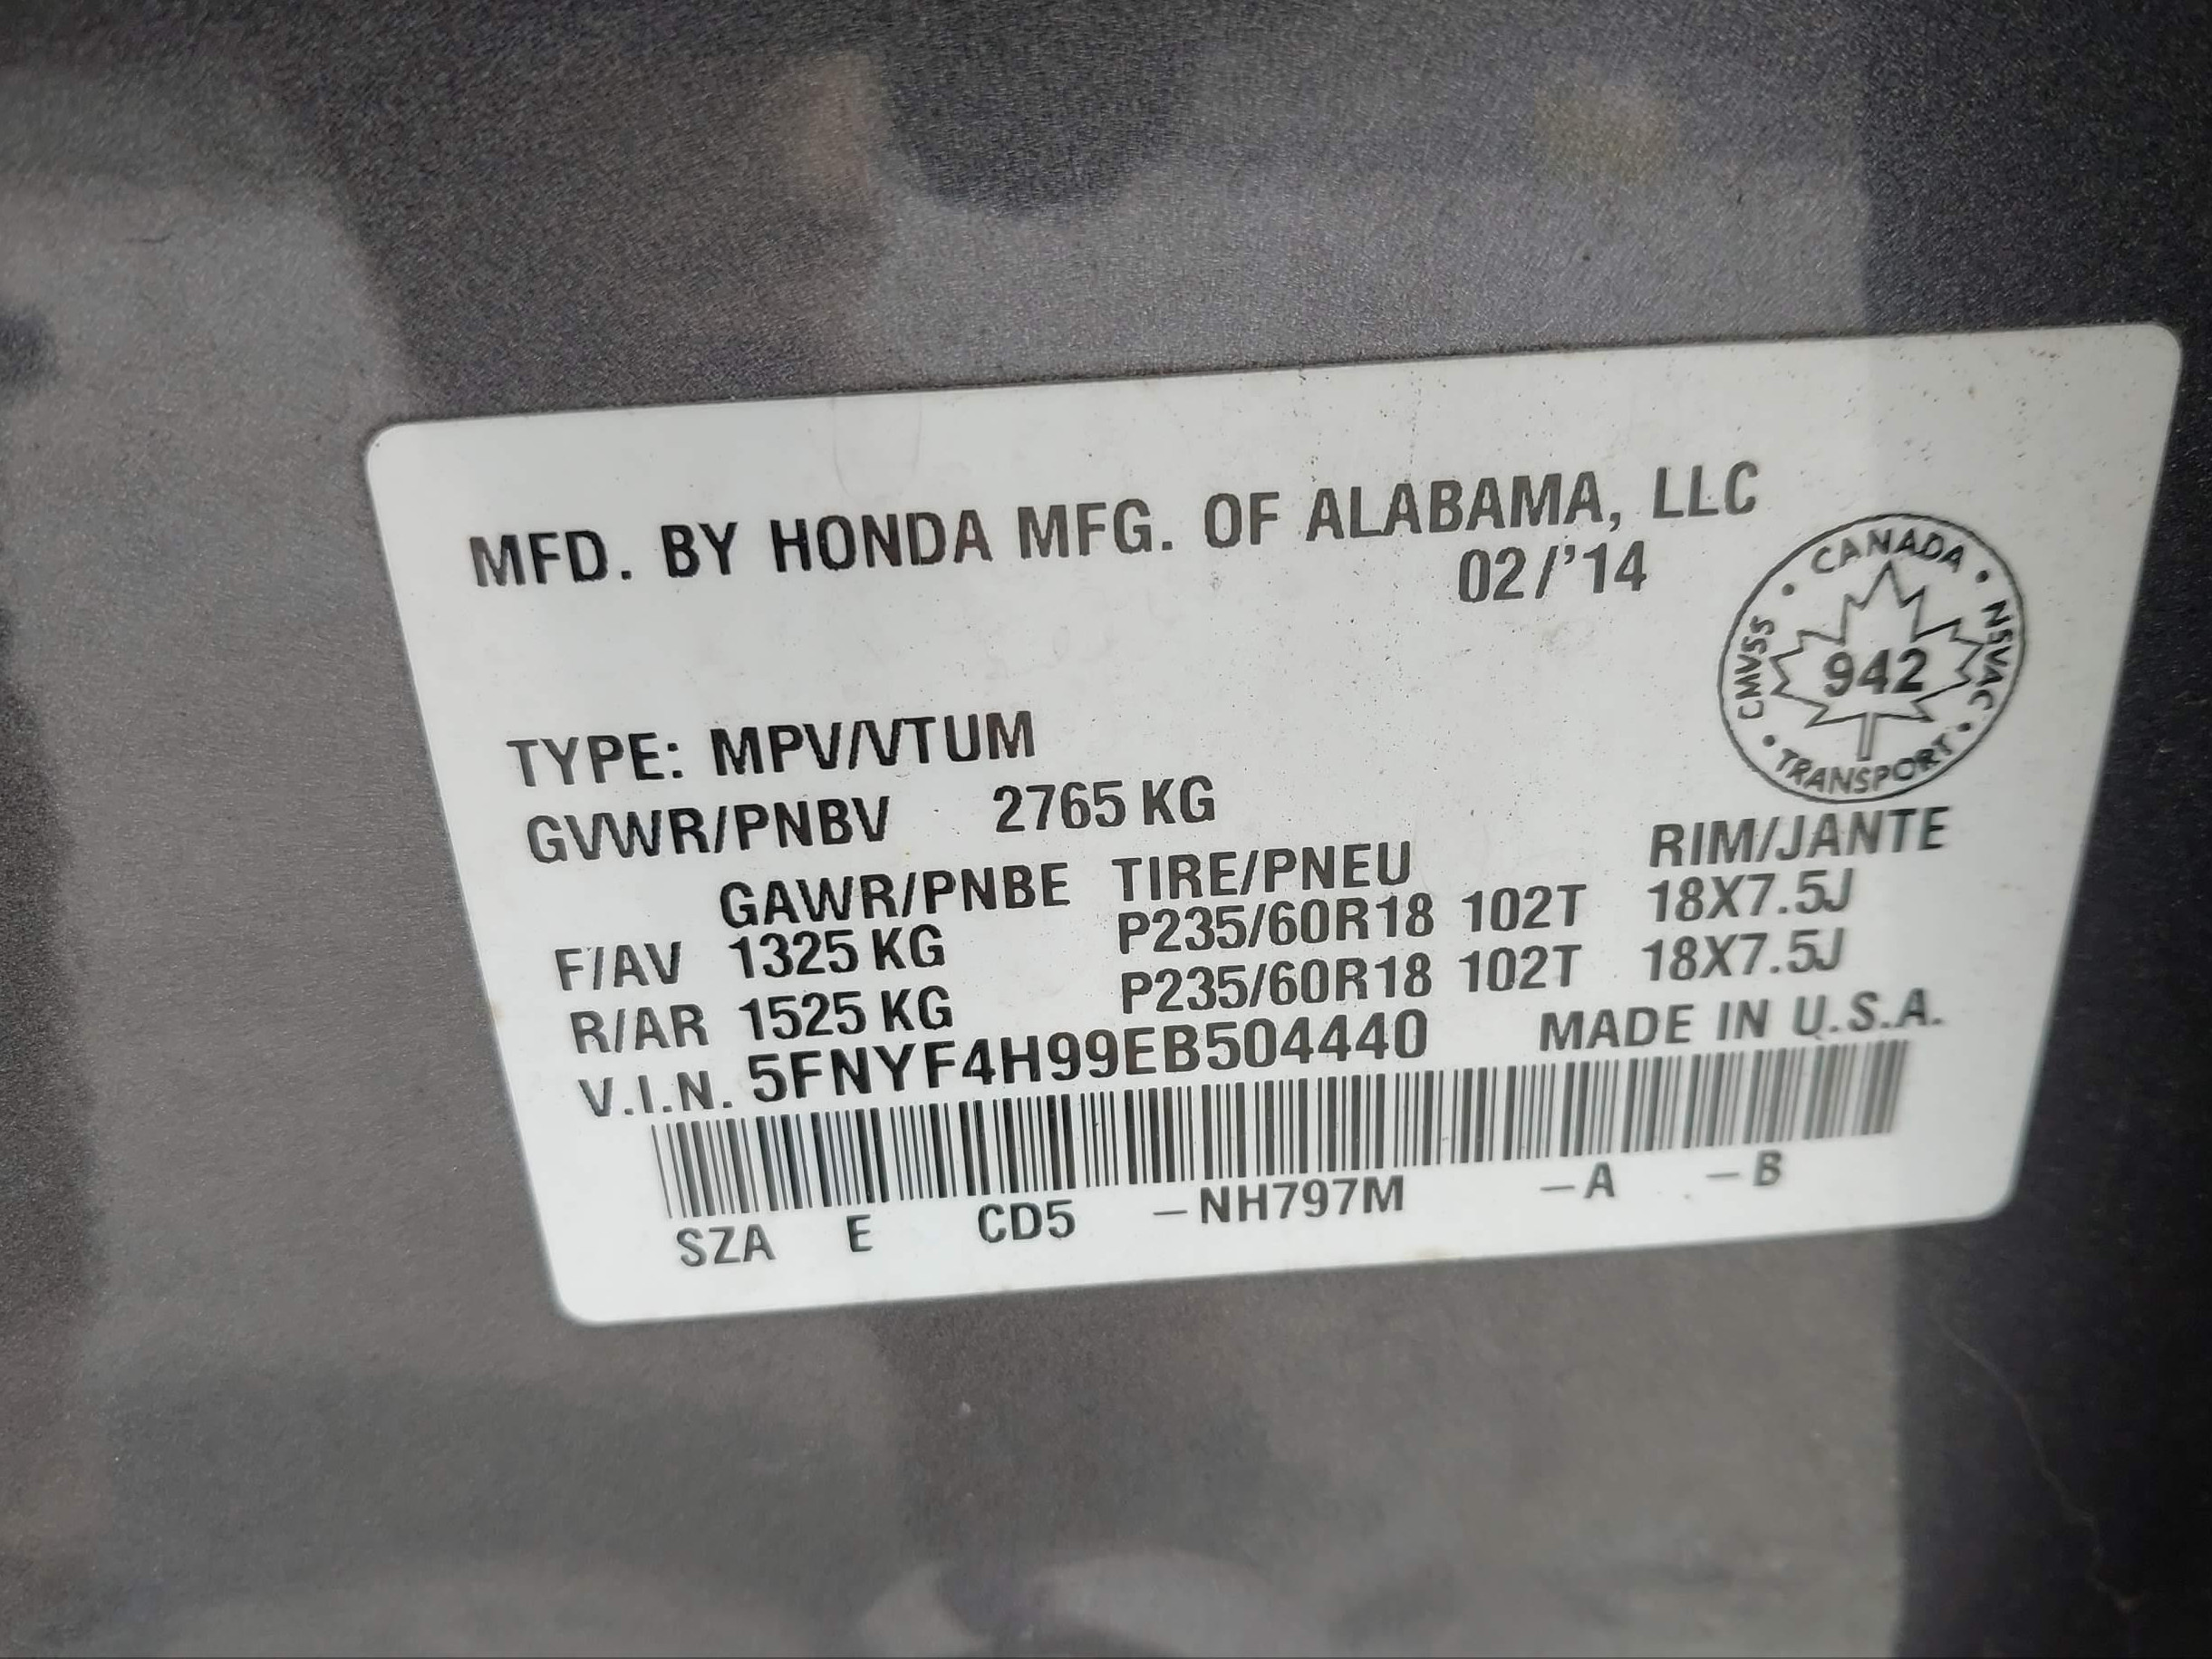 MFD. BY HONDA MFG. OF ALABAMA, LLC
02/'14
CANADA
CMVSS
NSVAC
942
TRANSPORT
TYPE: MPV/VTUM
GVWR/PNBV 2765 KG
GAWR/PNBE TIRE/PNEU RIM/JANTE
F/AV 1325 KG P235/60R18 102T 18X7.5J
R/AR 1525 KG P235/60R18 102T 18X7.5J
V.I.N. 5FNYF4H99EB504440 MADE IN U.S.A.
SZA E CD5 –NH797M –A –B